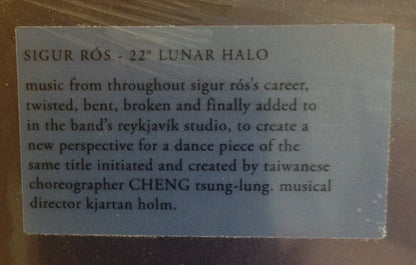 SIGUR RÓS - 22° LUNAR HALO
music from throughout sigur rós's career,
twisted, bent, broken and finally added to
in the band's reykjavík studio, to create a
new perspective for a dance piece of the
same title initiated and created by taiwanese
choreographer CHENG tsung-lung. musical
director kjartan holm.